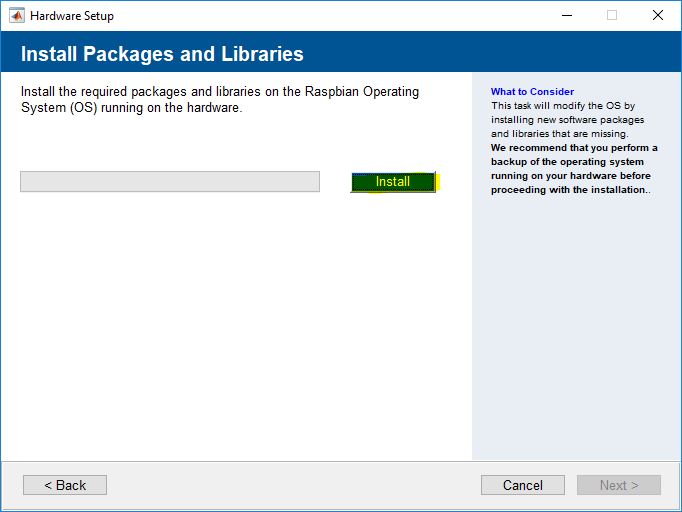 Hardware Setup
Install Packages and Libraries
Install the required packages and libraries on the Raspbian Operating
System (OS) running on the hardware.
Install
What to Consider
This task will modify the OS by
installing new software packages
and libraries that are missing.
We recommend that you perform a
backup of the operating system
running on your hardware before
proceeding with the installation..
< Back
Cancel
Next >